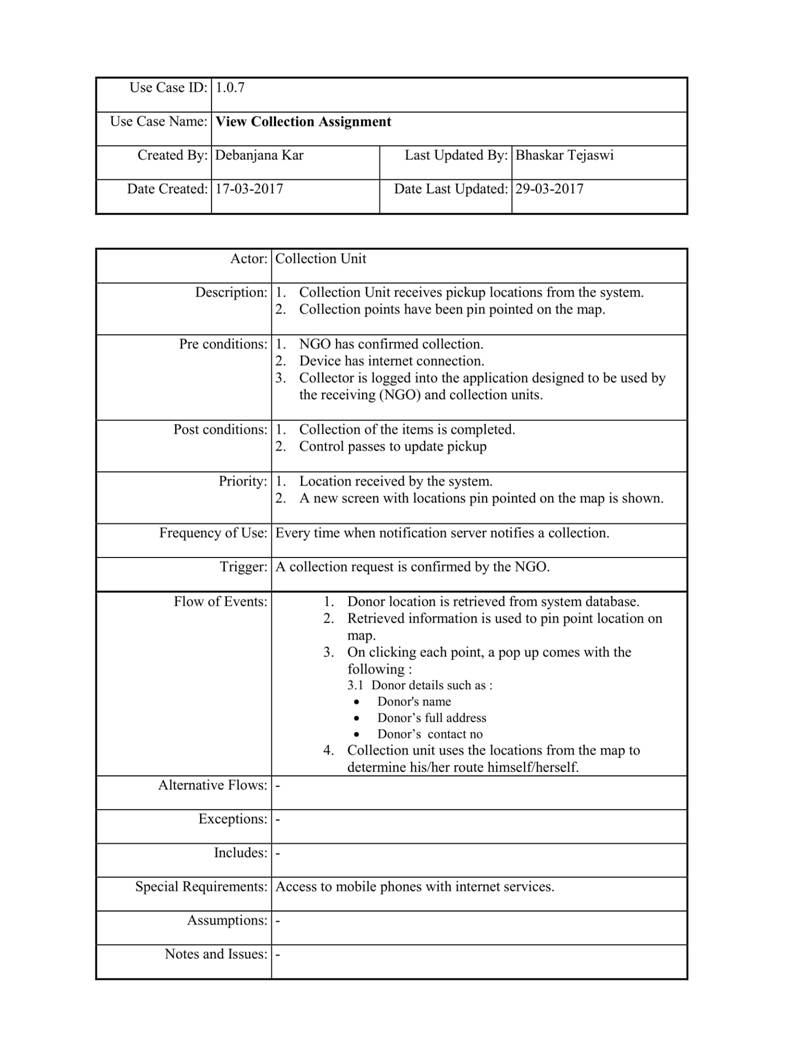 Use Case ID: 1.0.7
Use Case Name: View Collection Assignment
Created By: Debanjana Kar Last Updated By: Bhaskar Tejaswi
Date Created: 17-03-2017 Date Last Updated: 29-03-2017
Actor: Collection Unit
Description: 1. Collection Unit receives pickup locations from the system.
2. Collection points have been pin pointed on the map.
Pre conditions: 1. NGO has confirmed collection.
2. Device has internet connection.
3. Collector is logged into the application designed to be used by
the receiving (NGO) and collection units.
Post conditions: 1. Collection of the items is completed.
2. Control passes to update pickup
Priority: 1. Location received by the system.
2. A new screen with locations pin pointed on the map is shown.
Frequency of Use: Every time when notification server notifies a collection.
Trigger: A collection request is confirmed by the NGO.
Flow of Events: 1. Donor location is retrieved from system database.
2. Retrieved information is used to pin point location on
map.
3. On clicking each point, a pop up comes with the
following :
3.1 Donor details such as :
• Donor's name
• Donor’s full address
• Donor’s contact no
4. Collection unit uses the locations from the map to
determine his/her route himself/herself.
Alternative Flows: -
Exceptions: -
Includes: -
Special Requirements: Access to mobile phones with internet services.
Assumptions: -
Notes and Issues: -